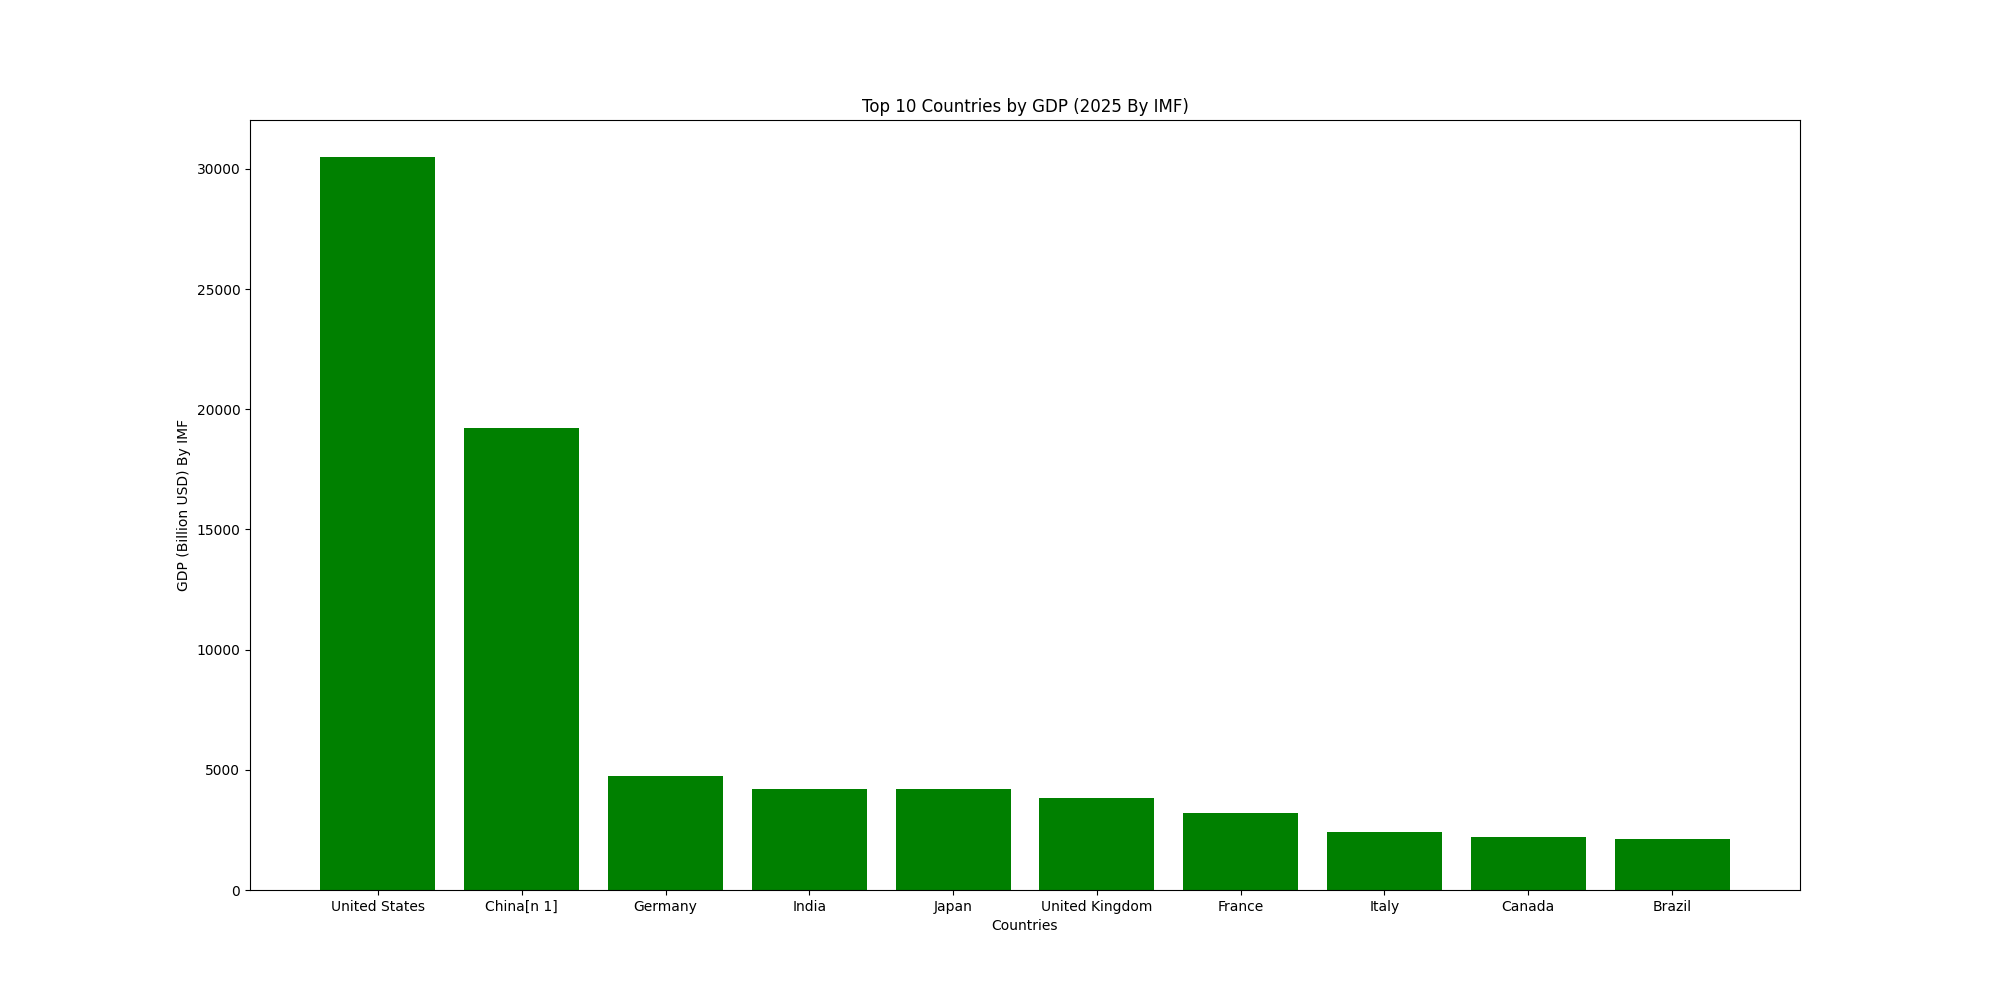 Top 10 Countries by GDP (2025 By IMF)
GDP (Billion USD) By IMF
30000
25000
20000
15000
10000
5000
0
United States China[n 1] Germany India Japan United Kingdom France Italy Canada Brazil
Countries